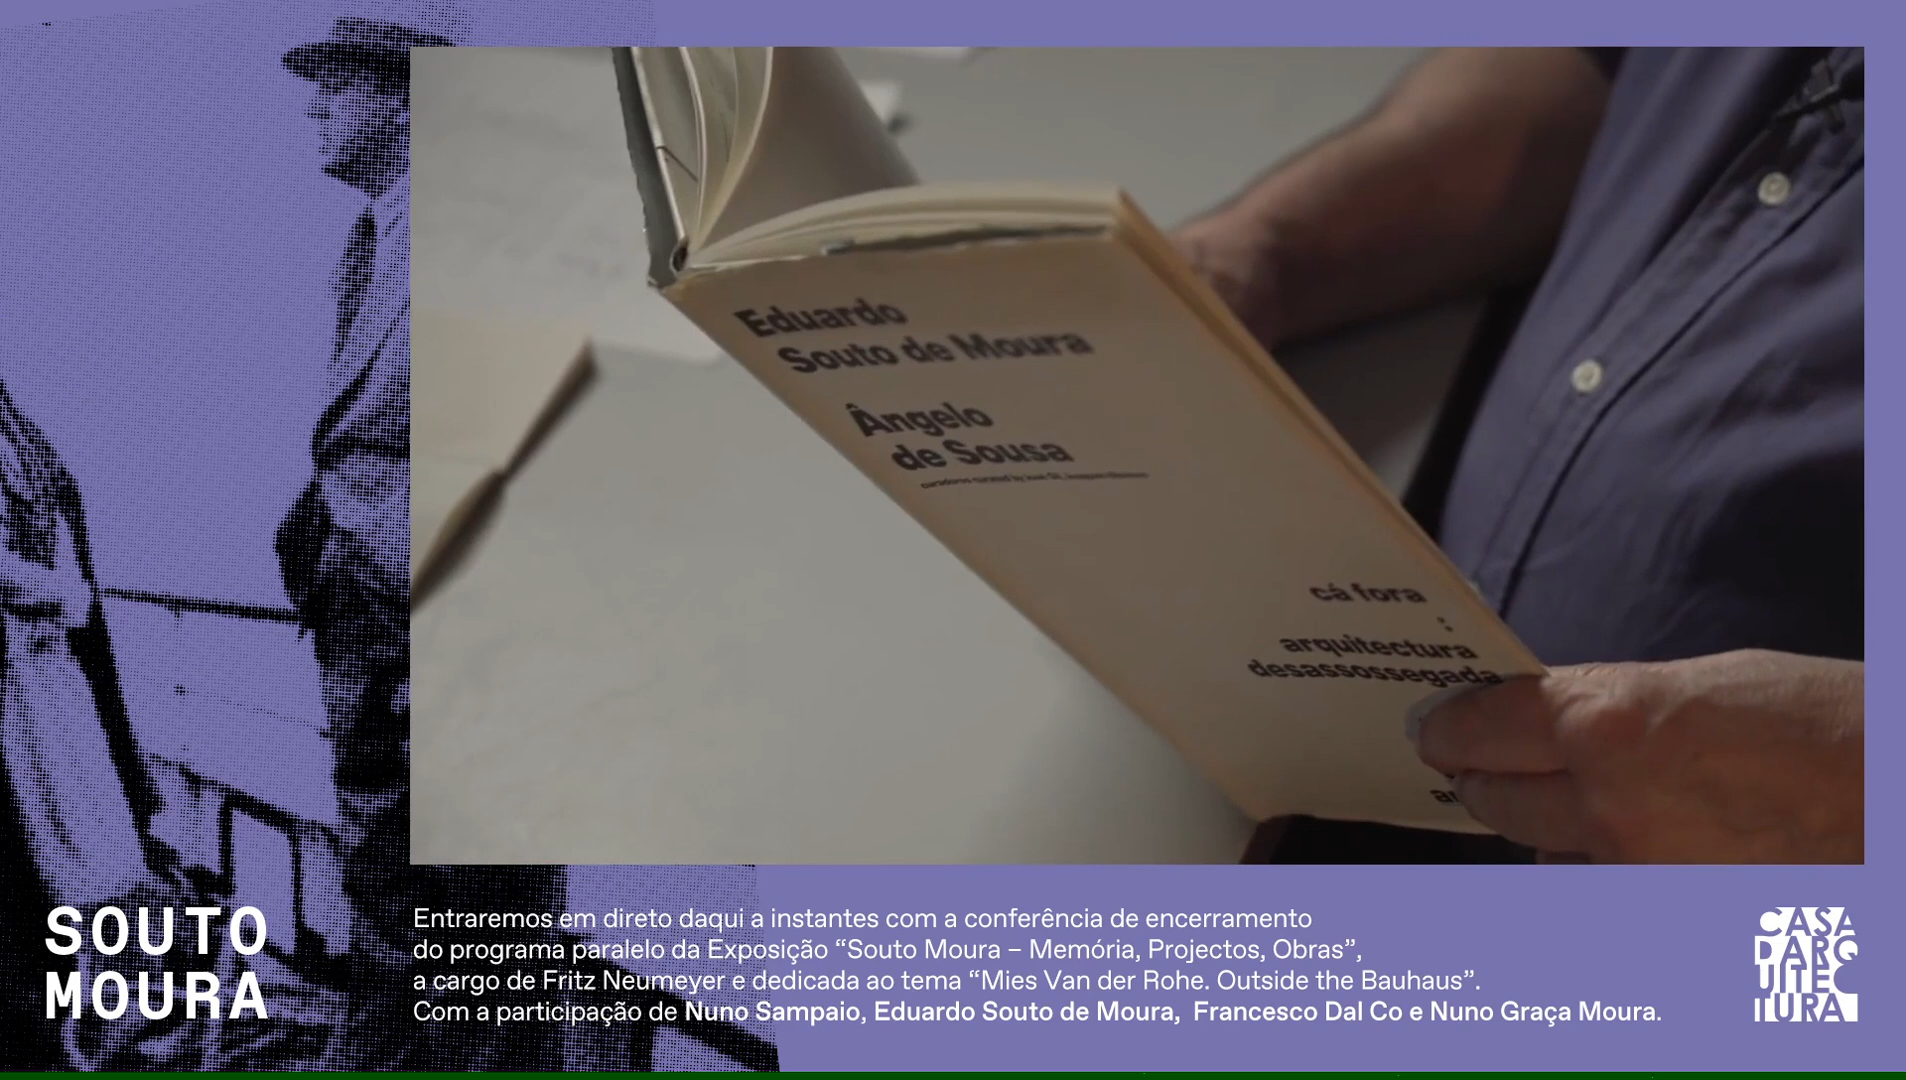 Eduardo
Souto de Moura
Ângelo
de Sousa
cá fora
:
arquitectura
desassossegada
SOUTO
MOURA
Entraremos em direto daqui a instantes com a conferência de encerramento
do programa paralelo da Exposição “Souto Moura – Memória, Projectos, Obras”,
a cargo de Fritz Neumeyer e dedicada ao tema “Mies Van der Rohe. Outside the Bauhaus”.
Com a participação de Nuno Sampaio, Eduardo Souto de Moura, Francesco Dal Co e Nuno Graça Moura.
CASA
DARQ
UITEC
TURA